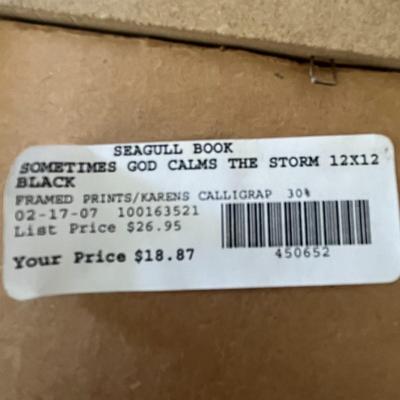 SEAGULL BOOK
SOMETIMES GOD CALMS THE STORM 12X12
BLACK
FRAMED PRINTS/KARENS CALLIGRAP 30%
02-17-07 100163521
List Price $26.95
Your Price $18.87
450652